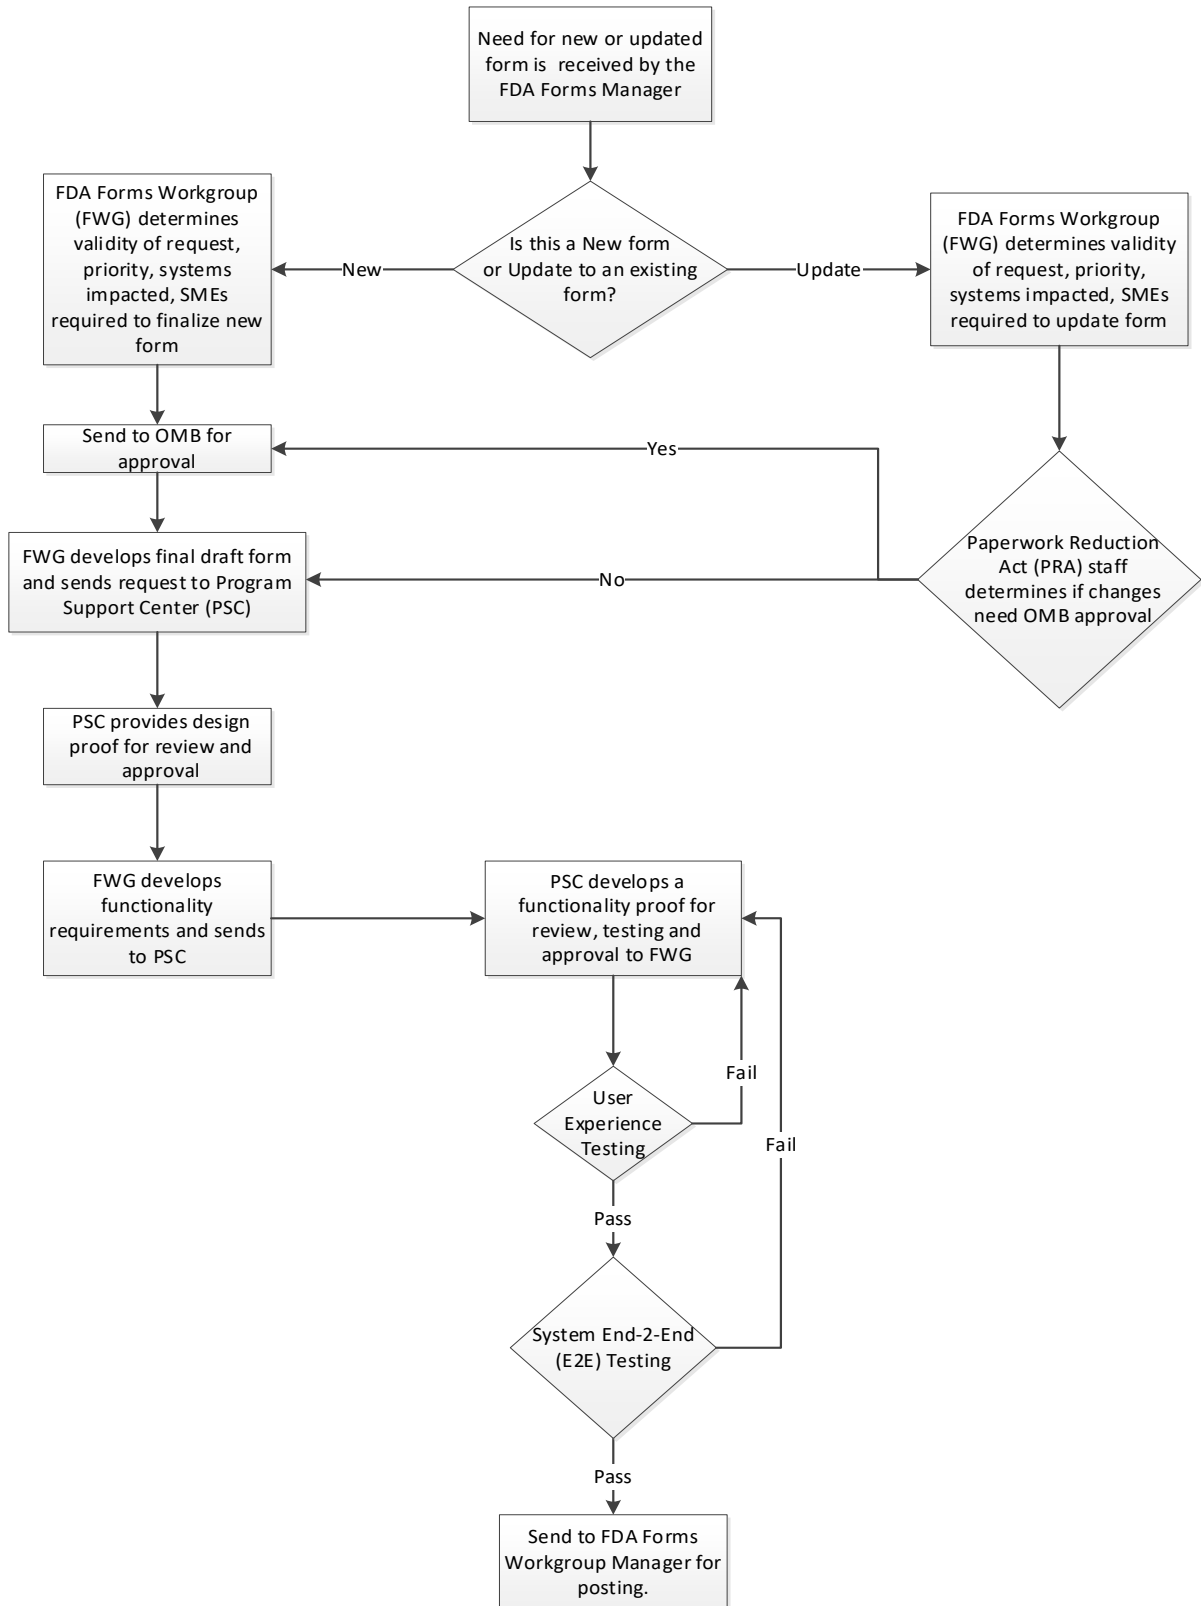 Need for new or updated
form is  received by the
FDA Forms Manager
FDA Forms Workgroup
(FWG) determines
validity of request,
priority, systems
impacted, SMEs
required to finalize new
form
Is this a New form
or Update to an existing
form?
FDA Forms Workgroup
(FWG) determines validity
of request, priority,
systems impacted, SMEs
required to update form
New
Update
Send to OMB for
approval
Yes
FWG develops final draft form
and sends request to Program
Support Center (PSC)
No
Paperwork Reduction
Act (PRA) staff
determines if changes
need OMB approval
PSC provides design
proof for review and
approval
FWG develops
functionality
requirements and sends
to PSC
PSC develops a
functionality proof for
review, testing and
approval to FWG
Fail
User
Experience
Testing
Fail
Pass
System End-2-End
(E2E) Testing
Pass
Send to FDA Forms
Workgroup Manager for
posting.